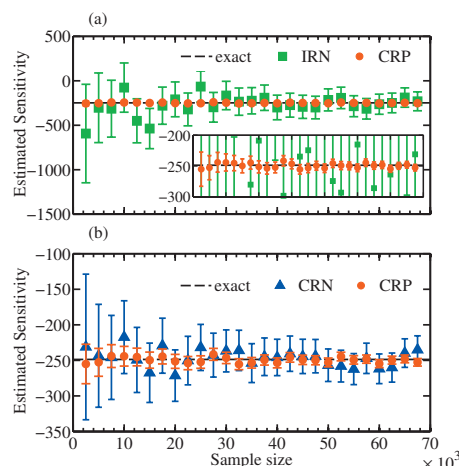 (a)
500
exact IRN CRP
0
−500
−1000
−1500
Estimated Sensitivity
−200
−250
−300
(b)
−100
exact CRN CRP
−150
−200
−250
−300
−350
Estimated Sensitivity
0 10 20 30 40 50 60 70
Sample size
× 10³